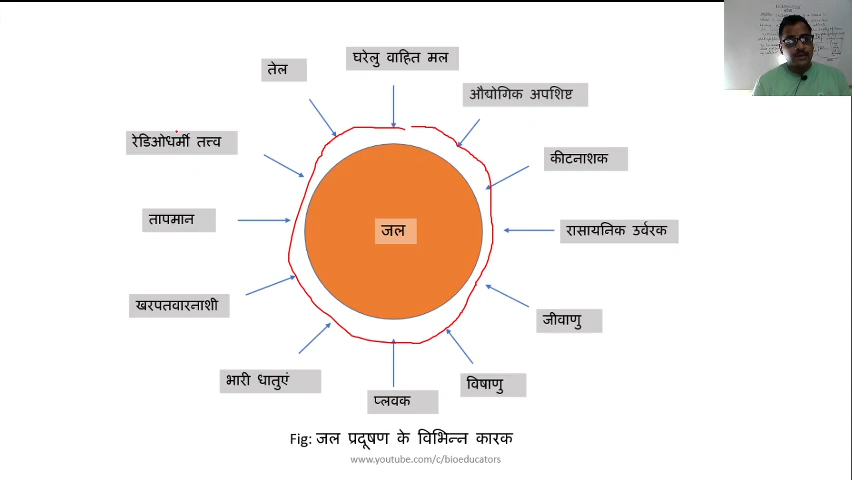 घरेलु वाहित मल
तेल
औद्योगिक अपशिष्ट
रेडिओधर्मी तत्त्व
कीटनाशक
तापमान
जल
रासायनिक उर्वरक
खरपतवारनाशी
जीवाणु
भारी धातुएं
विषाणु
प्लवक
Fig: जल प्रदूषण के विभिन्न कारक
www.youtube.com/c/bioeducators